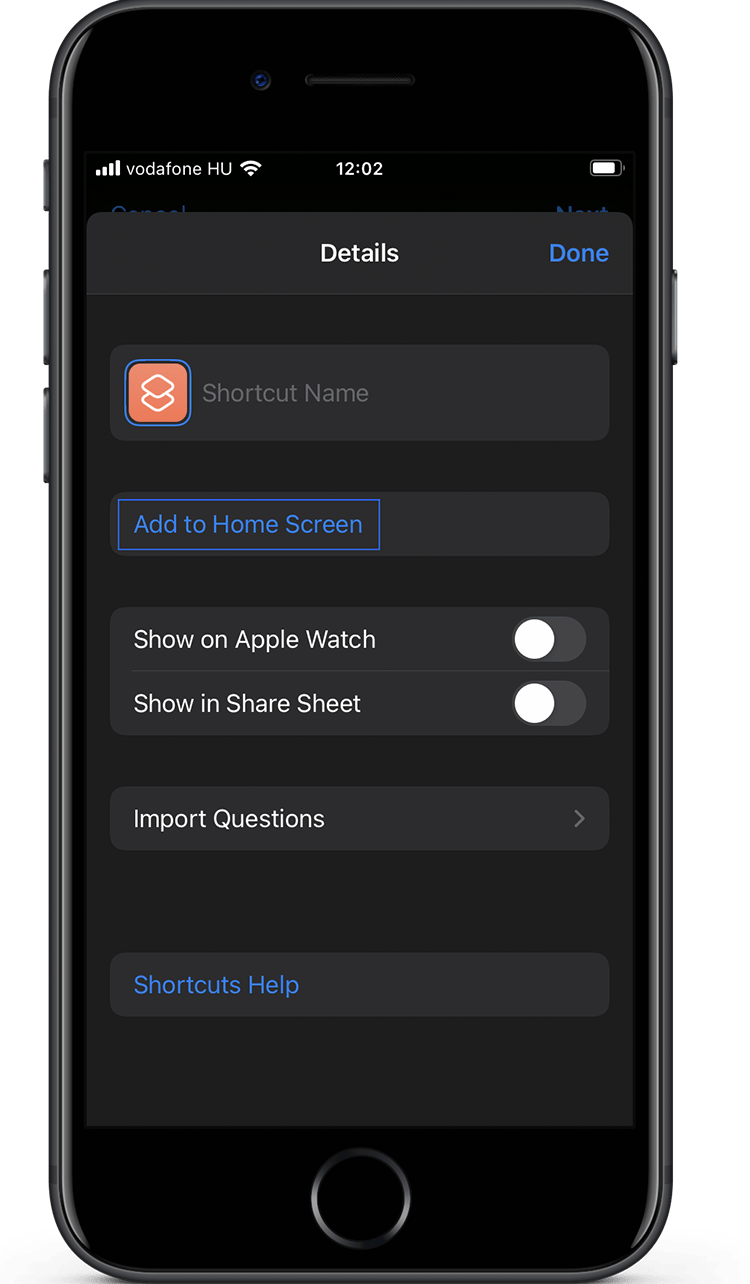 vodafone HU
12:02
Cancel
Next
Details
Done
Shortcut Name
Add to Home Screen
Show on Apple Watch
Show in Share Sheet
Import Questions
Shortcuts Help